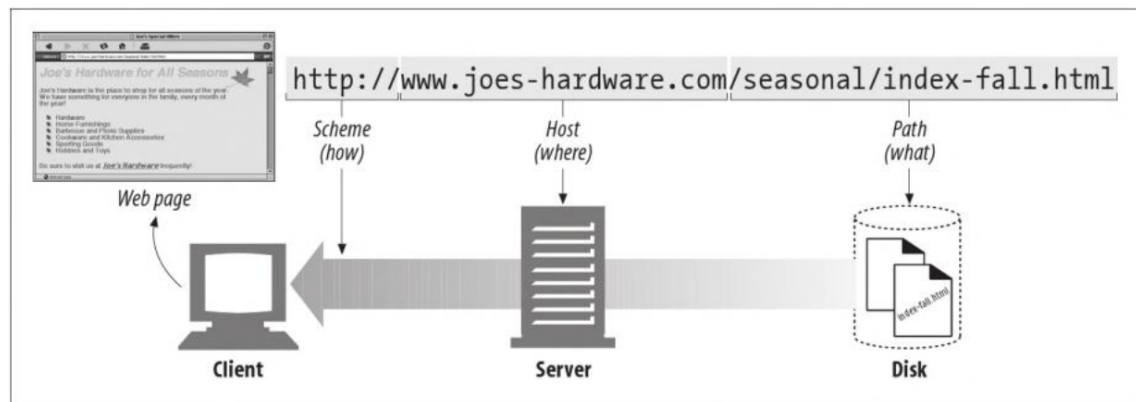 Joe's Special Offers
Joe's Hardware for All Seasons
Joe's Hardware is the place to shop for all seasons of the year.
We have something for everyone in the family, every month of
the year!
Hardware
Home Furnishings
Barbecue and Picnic Supplies
Cookware and Kitchen Accessories
Sporting Goods
Hobbies and Toys
Be sure to visit us at Joe's Hardware frequently!
Web page
http://www.joes-hardware.com/seasonal/index-fall.html
Scheme
(how)
Host
(where)
Path
(what)
index-fall.html
Client
Server
Disk